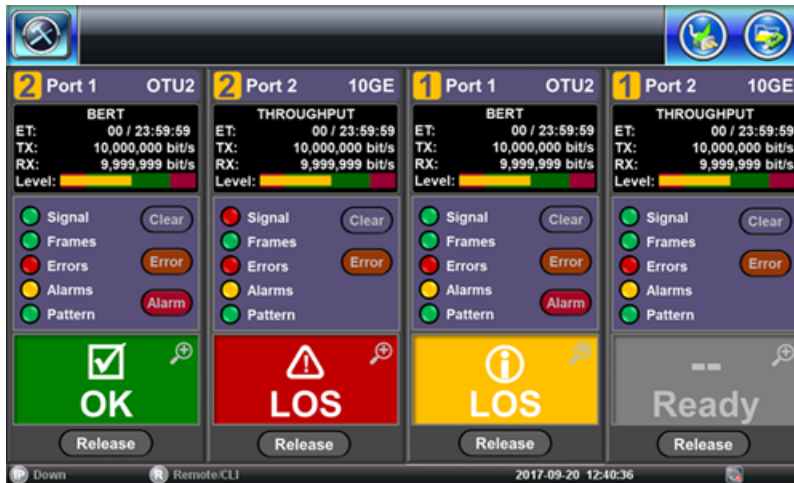 2 Port 1 OTU2
BERT
ET: 00 / 23:59:59
TX: 10,000,000 bit/s
RX: 9,999,999 bit/s
Level:
Signal Clear
Frames
Errors Error
Alarms Alarm
Pattern
OK
Release
2 Port 2 10GE
THROUGHPUT
ET: 00 / 23:59:59
TX: 10,000,000 bit/s
RX: 9,999,999 bit/s
Level:
Signal Clear
Frames
Errors Error
Alarms
Pattern
LOS
Release
1 Port 1 OTU2
BERT
ET: 00 / 23:59:59
TX: 10,000,000 bit/s
RX: 9,999,999 bit/s
Level:
Signal Clear
Frames
Errors Error
Alarms Alarm
Pattern
LOS
Release
1 Port 2 10GE
THROUGHPUT
ET: 00 / 23:59:59
TX: 10,000,000 bit/s
RX: 9,999,999 bit/s
Level:
Signal Clear
Frames
Errors Error
Alarms
Pattern
--
Ready
Release
IP Down R Remote/CLI 2017-09-20 12:40:36